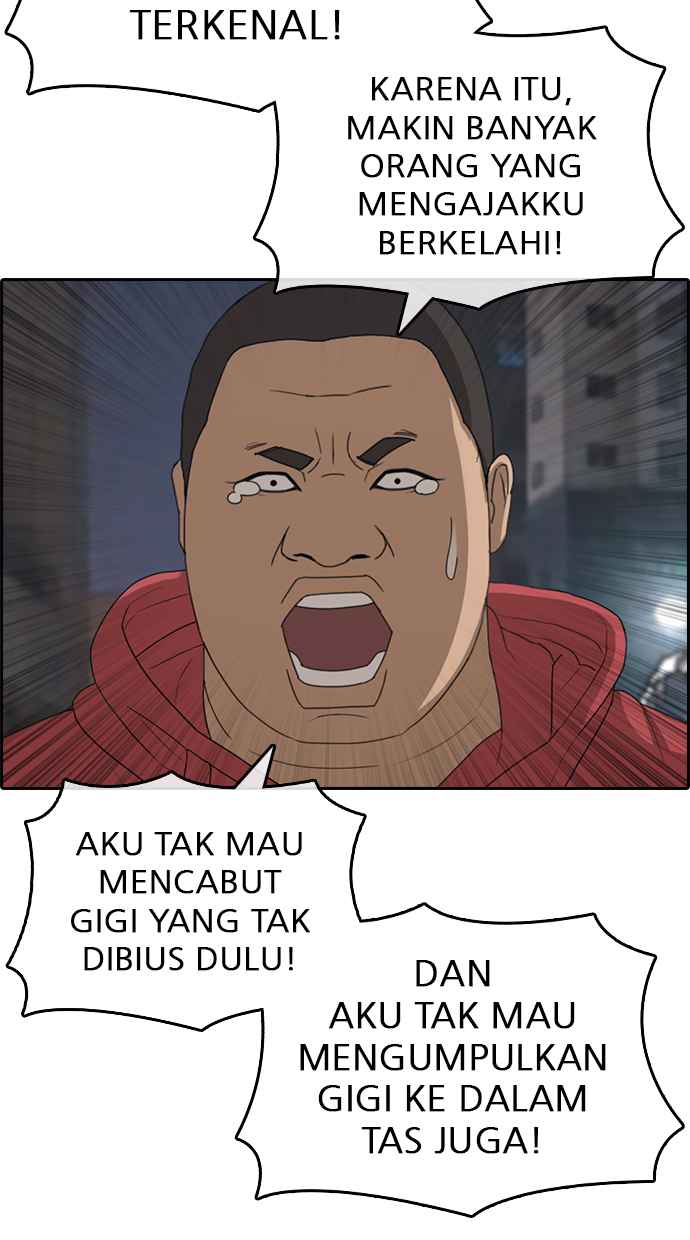 TERKENAL!
KARENA ITU,
MAKIN BANYAK
ORANG YANG
MENGAJAKKU
BERKELAHI!
AKU TAK MAU
MENCABUT
GIGI YANG TAK
DIBIUS DULU!
DAN
AKU TAK MAU
MENGUMPULKAN
GIGI KE DALAM
TAS JUGA!